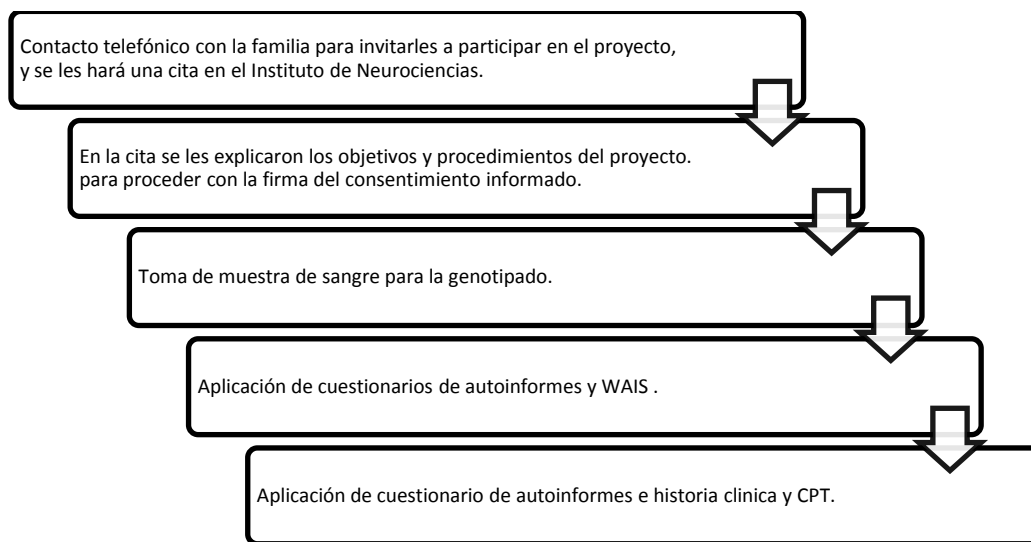 Contacto telefónico con la familia para invitarles a participar en el proyecto,
y se les hará una cita en el Instituto de Neurociencias.
En la cita se les explicaron los objetivos y procedimientos del proyecto.
para proceder con la firma del consentimiento informado.
Toma de muestra de sangre para la genotipado.
Aplicación de cuestionarios de autoinformes y WAIS .
Aplicación de cuestionario de autoinformes e historia clinica y CPT.